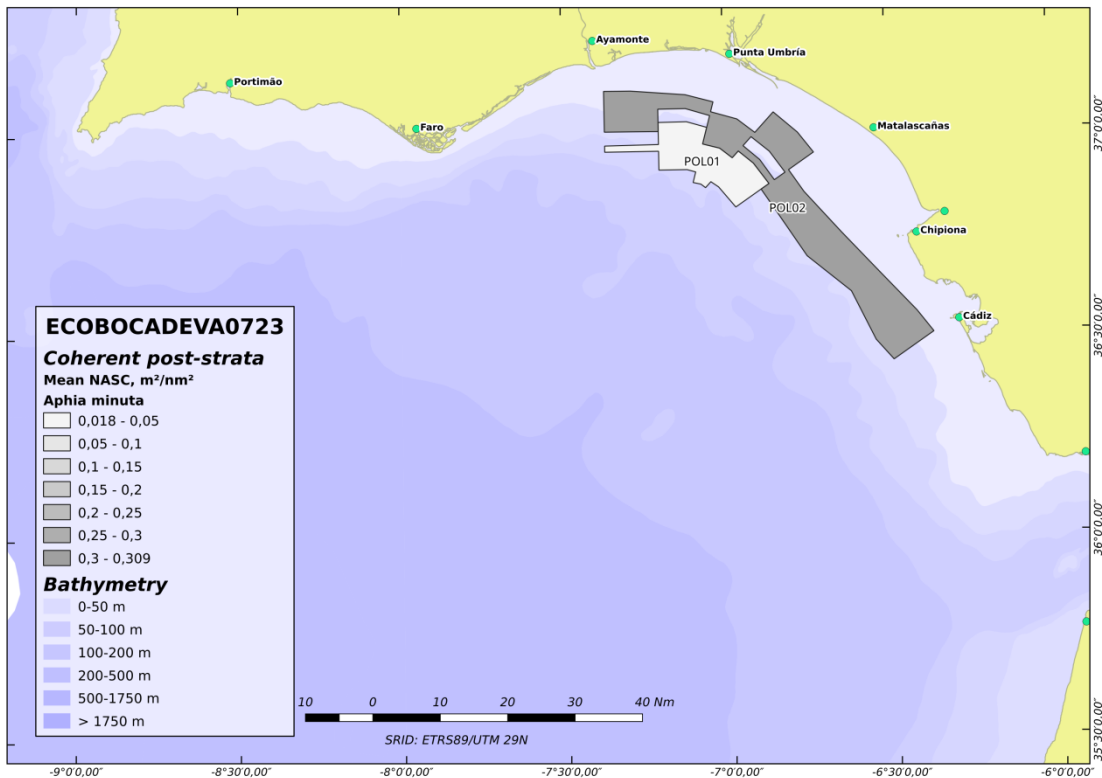 Ayamonte
Punta Umbría
Portimão
Faro
Matalascañas
POL01
POL02
Chipiona
Cádiz
37°0'0,00"
36°30'0,00"
36°0'0,00"
35°30'0,00"
ECOBOCADEVA0723
Coherent post-strata
Mean NASC, m²/nm²
Aphia minuta
0,018 - 0,05
0,05 - 0,1
0,1 - 0,15
0,15 - 0,2
0,2 - 0,25
0,25 - 0,3
0,3 - 0,309
Bathymetry
0-50 m
50-100 m
100-200 m
200-500 m
500-1750 m
> 1750 m
10 0 10 20 30 40 Nm
SRID: ETRS89/UTM 29N
-9°0'0,00" -8°30'0,00" -8°0'0,00" -7°30'0,00" -7°0'0,00" -6°30'0,00" -6°0'0,00"